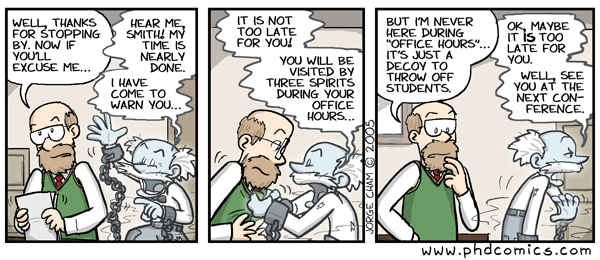 WELL, THANKS
FOR STOPPING
BY. NOW IF
YOU'LL
EXCUSE ME...
HEAR ME,
SMITH! MY
TIME IS
NEARLY
DONE.
I HAVE
COME TO
WARN YOU...
IT IS NOT
TOO LATE
FOR YOU!
YOU WILL BE
VISITED BY
THREE SPIRITS
DURING YOUR
OFFICE
HOURS...
JORGE CHAM © 2005
BUT I'M NEVER
HERE DURING
"OFFICE HOURS"...
IT'S JUST A
DECOY TO
THROW OFF
STUDENTS.
OK, MAYBE
IT IS TOO
LATE FOR
YOU.
WELL, SEE
YOU AT THE
NEXT CON-
FERENCE.
www.phdcomics.com